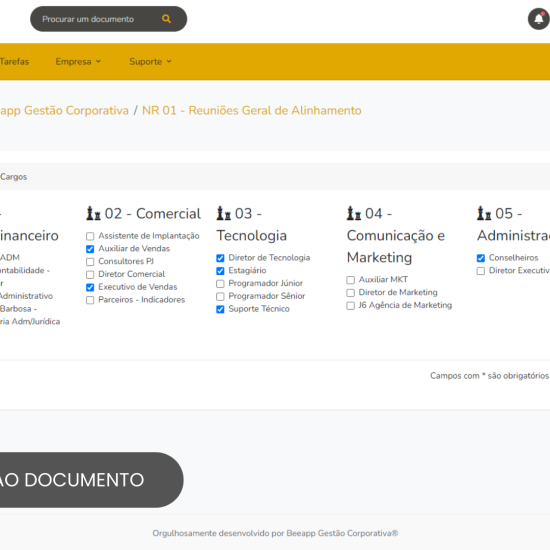 Procurar um documento
Tarefas
Empresa
Suporte
app Gestão Corporativa / NR 01 - Reuniões Geral de Alinhamento
Cargos
-
inanceiro
ADM
ntabilidade -
r
Administrativo
Barbosa -
ria Adm/Jurídica
02 - Comercial
Assistente de Implantação
Auxiliar de Vendas
Consultores PJ
Diretor Comercial
Executivo de Vendas
Parceiros - Indicadores
03 -
Tecnologia
Diretor de Tecnologia
Estagiário
Programador Júnior
Programador Sênior
Suporte Técnico
04 -
Comunicação e
Marketing
Auxiliar MKT
Diretor de Marketing
J6 Agência de Marketing
05 -
Administra
Conselheiros
Diretor Executiv
Campos com * são obrigatórios
AO DOCUMENTO
Orgulhosamente desenvolvido por Beeapp Gestão Corporativa®